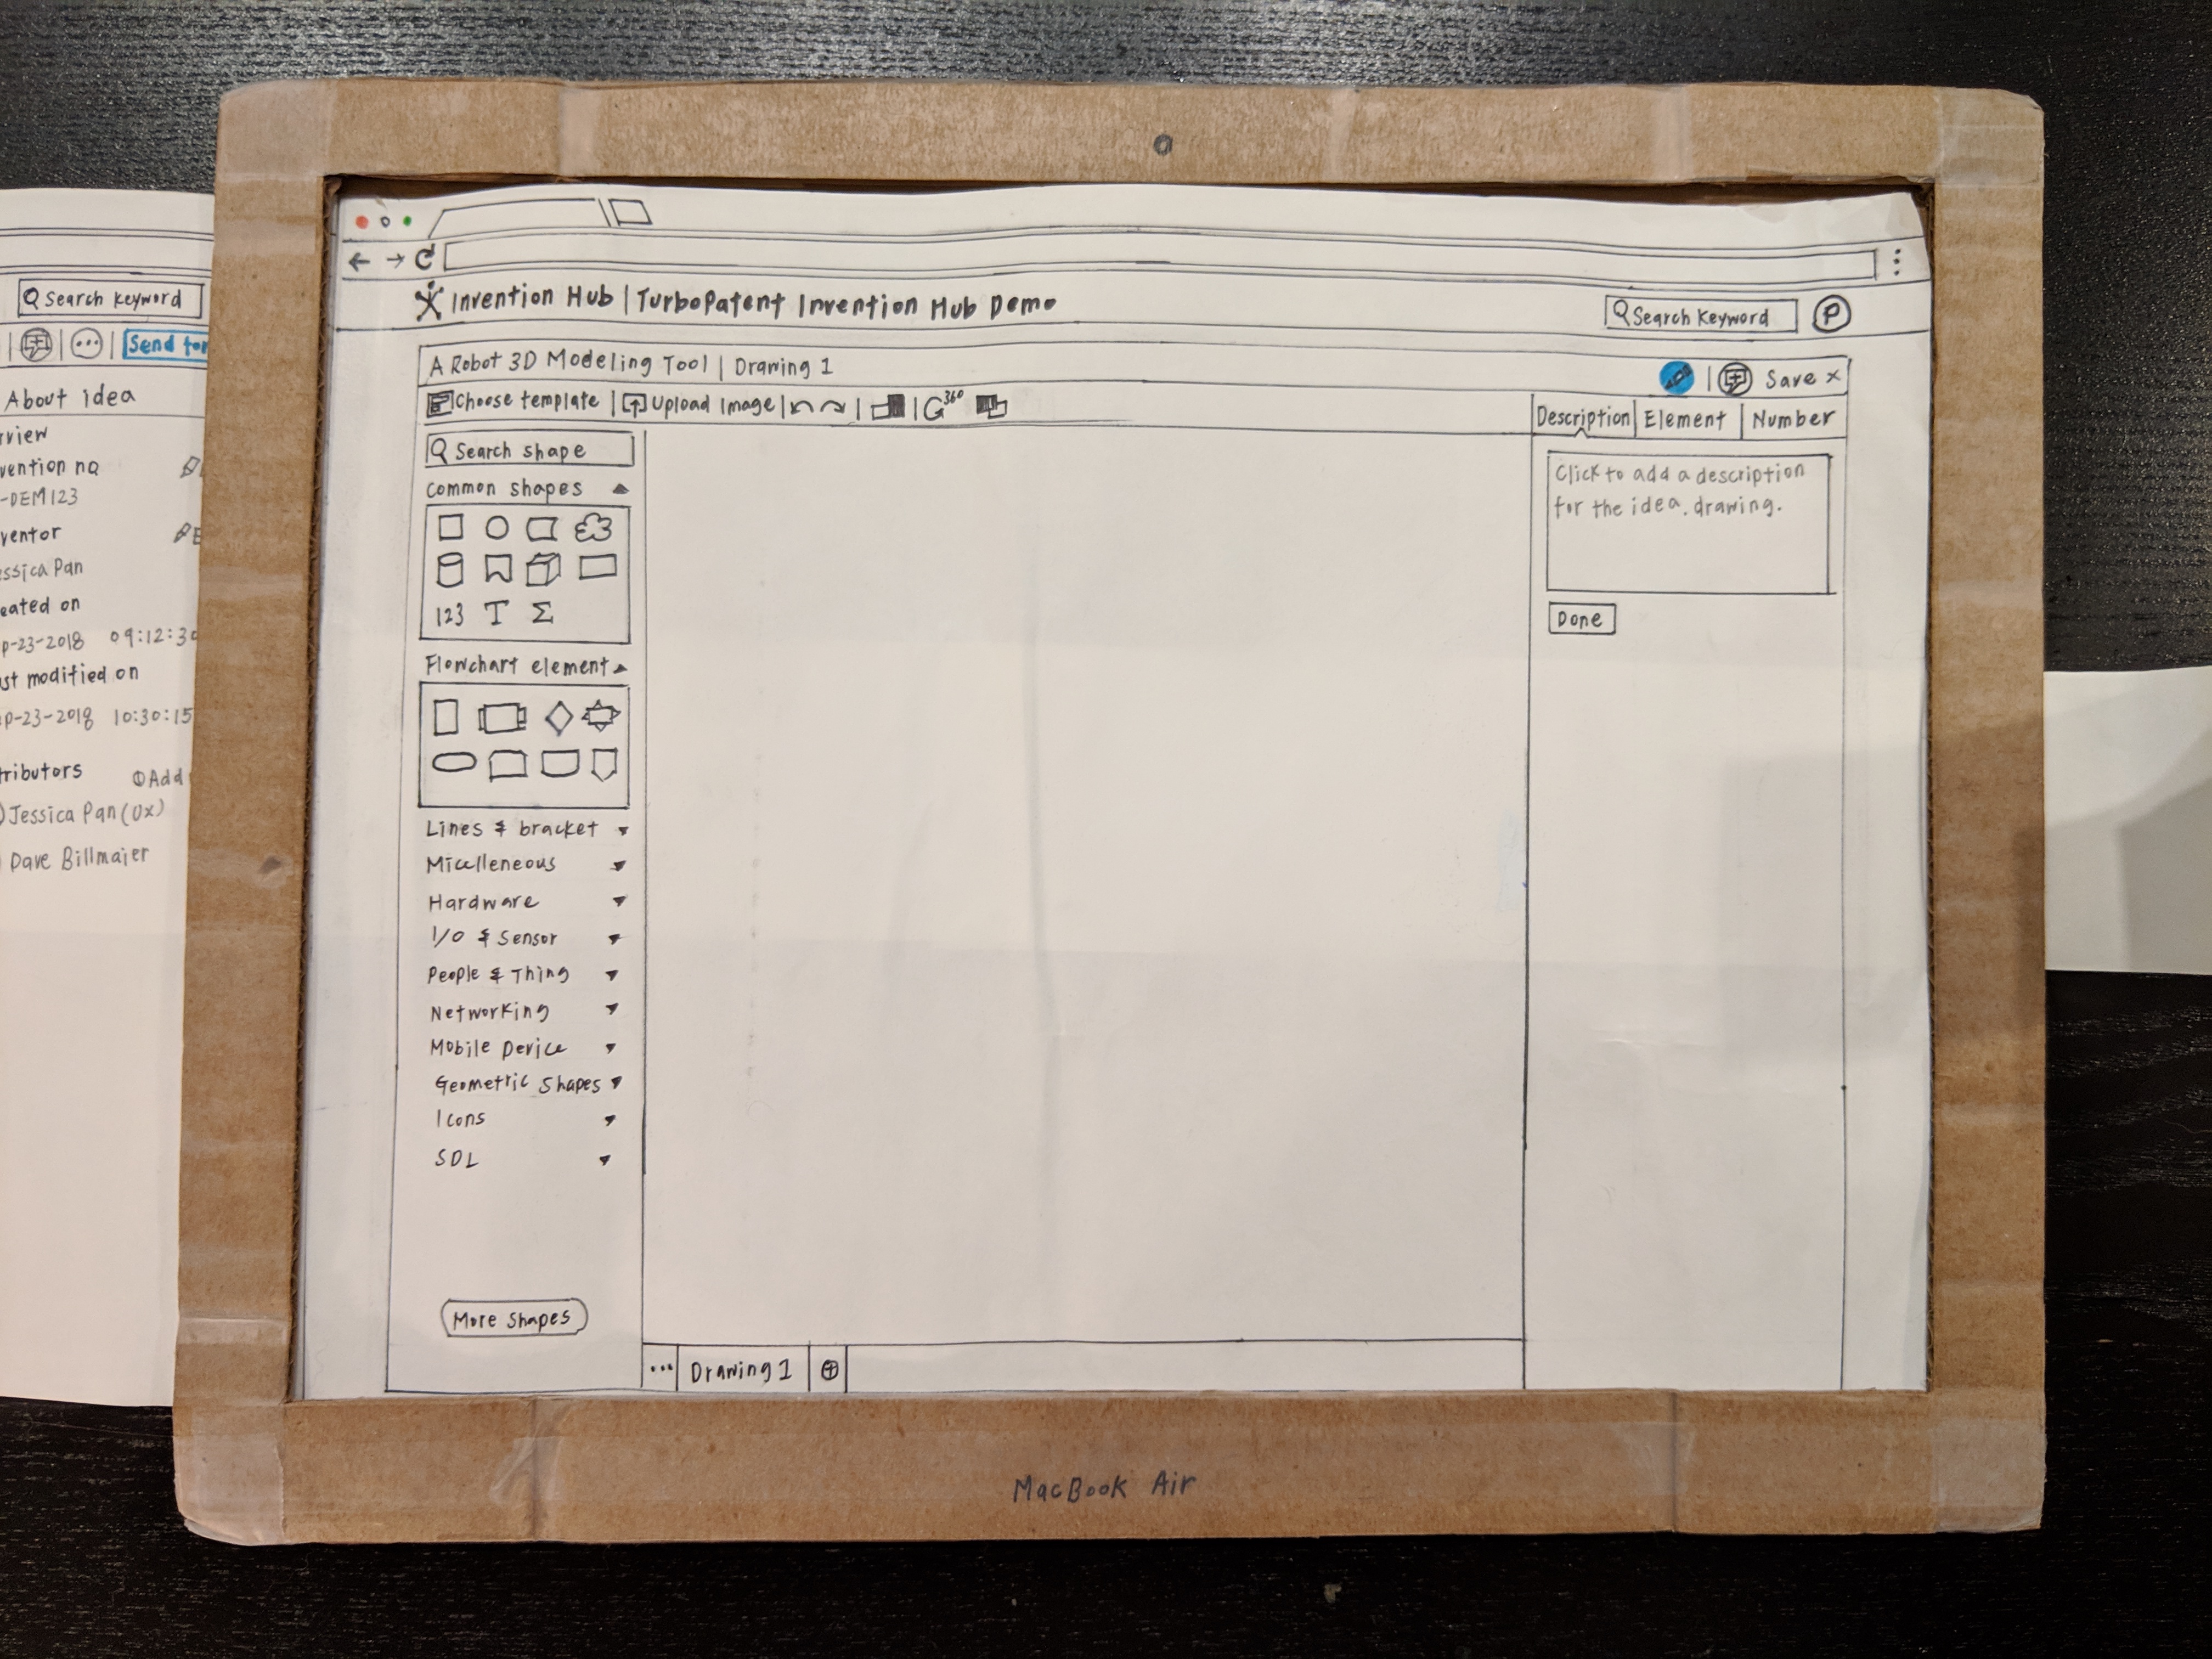 Search Keyword
Send for
About idea
rview
vention no
-DEM123
ventor
essica Pan
eated on
p-23-2018 09:12:30
st modified on
p-23-2018 10:30:15
tributors Add
Jessica Pan (UX)
Dave Billmaier
Invention Hub | TurboPatent Invention Hub Demo
Search Keyword
P
A Robot 3D Modeling Tool | Drawing 1
Save X
Choose template | Upload Image
360
Description | Element | Number
Search shape
Common shapes
123 T Σ
Flowchart element
Lines & bracket
Micelleneous
Hardware
I/O & Sensor
People & Thing
Networking
Mobile Device
Geometric Shapes
Icons
SDL
More Shapes
Click to add a description
for the idea. drawing.
Done
... Drawing 1
MacBook Air